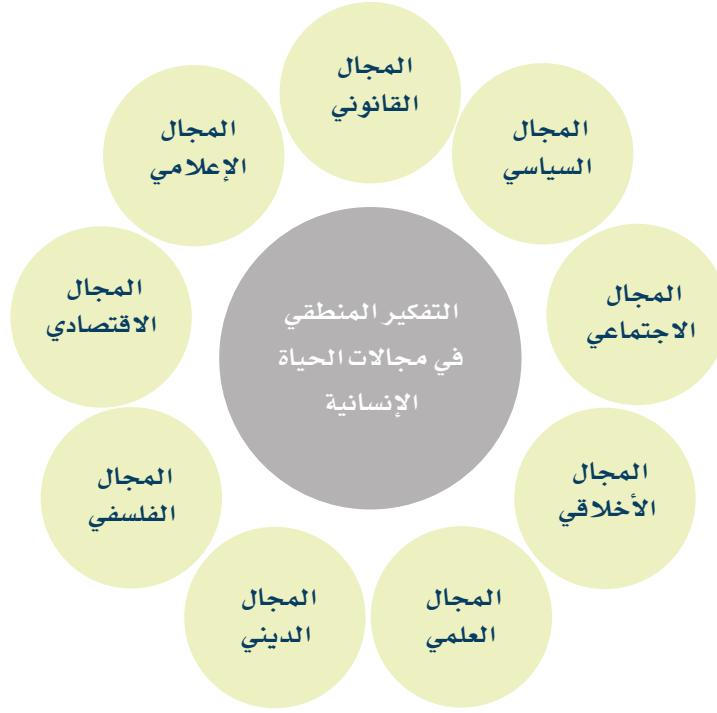 المجال
القانوني
المجال
السياسي
المجال
الاجتماعي
المجال
الأخلاقي
المجال
العلمي
المجال
الديني
المجال
الفلسفي
المجال
الاقتصادي
المجال
الإعلامي
التفكير المنطقي
في مجالات الحياة
الإنسانية